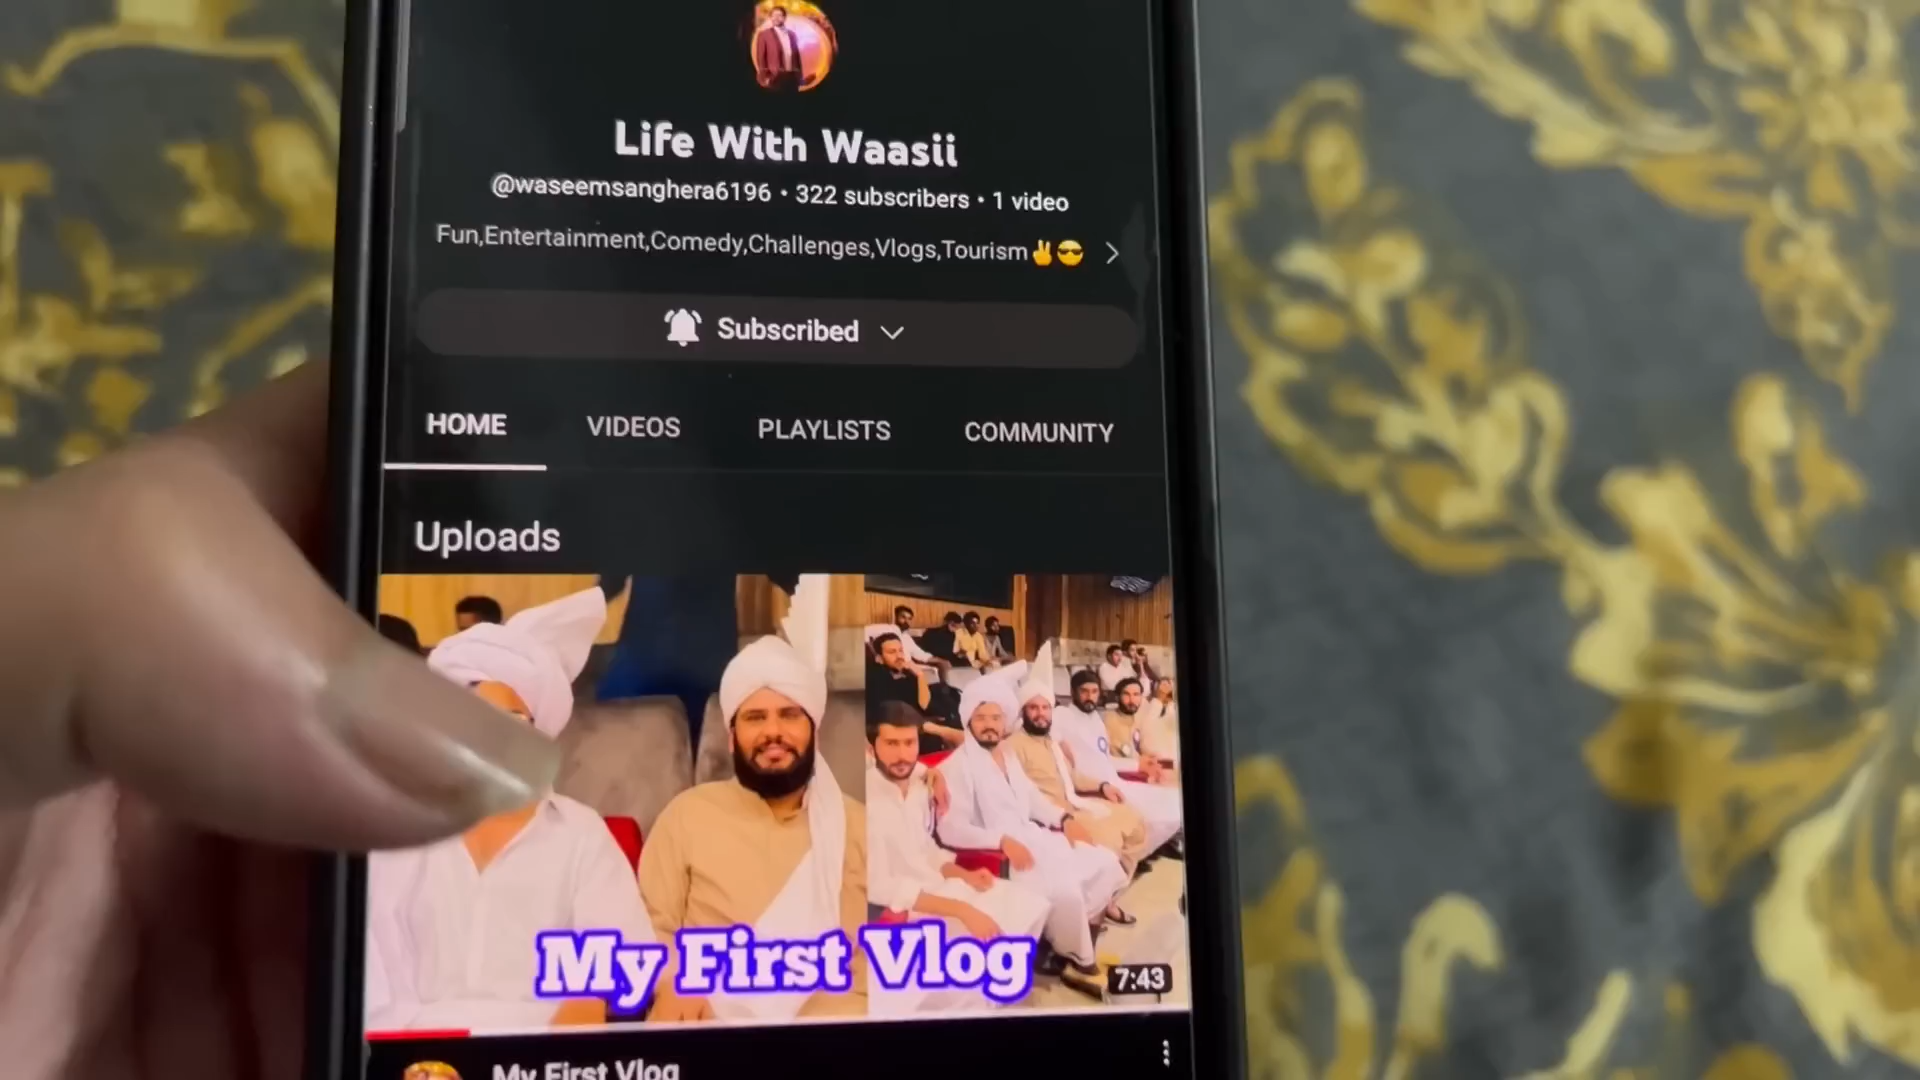 Life With Waasii
@waseemsanghera6196 • 322 subscribers • 1 video
Fun,Entertainment,Comedy,Challenges,Vlogs,Tourism✌😎
Subscribed
HOME VIDEOS PLAYLISTS COMMUNITY
Uploads
My First Vlog
7:43
My First Vlog